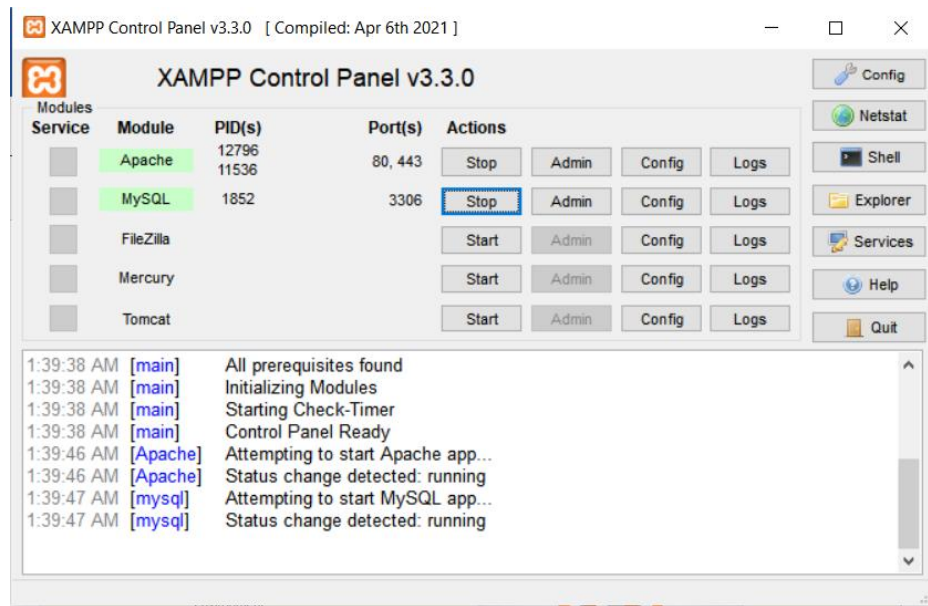 XAMPP Control Panel v3.3.0 [ Compiled: Apr 6th 2021 ]
XAMPP Control Panel v3.3.0
Config
Modules
Service Module PID(s) Port(s) Actions
Netstat
Apache 12796 11536 80, 443 Stop Admin Config Logs
Shell
MySQL 1852 3306 Stop Admin Config Logs
Explorer
FileZilla Start Admin Config Logs
Services
Mercury Start Admin Config Logs
Help
Tomcat Start Admin Config Logs
Quit
1:39:38 AM [main] All prerequisites found
1:39:38 AM [main] Initializing Modules
1:39:38 AM [main] Starting Check-Timer
1:39:38 AM [main] Control Panel Ready
1:39:46 AM [Apache] Attempting to start Apache app...
1:39:46 AM [Apache] Status change detected: running
1:39:47 AM [mysql] Attempting to start MySQL app...
1:39:47 AM [mysql] Status change detected: running